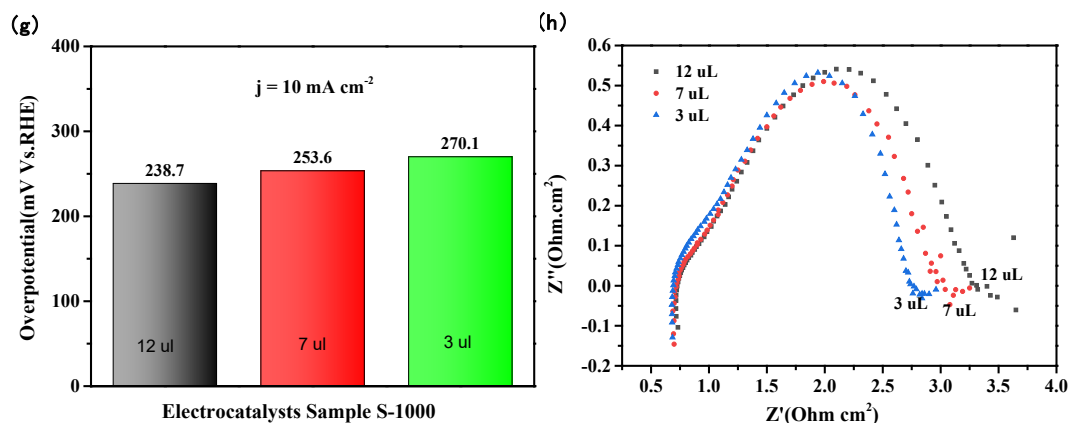 (g)
400
300
200
100
0
Overpotential(mV Vs.RHE)
j = 10 mA cm-2
238.7
253.6
270.1
12 ul
7 ul
3 ul
Electrocatalysts Sample S-1000
(h)
0.6
0.5
0.4
0.3
0.2
0.1
0.0
-0.1
-0.2
Z''(Ohm.cm²)
12 uL
7 uL
3 uL
12 uL
3 uL
7 uL
0.5 1.0 1.5 2.0 2.5 3.0 3.5 4.0
Z'(Ohm cm²)